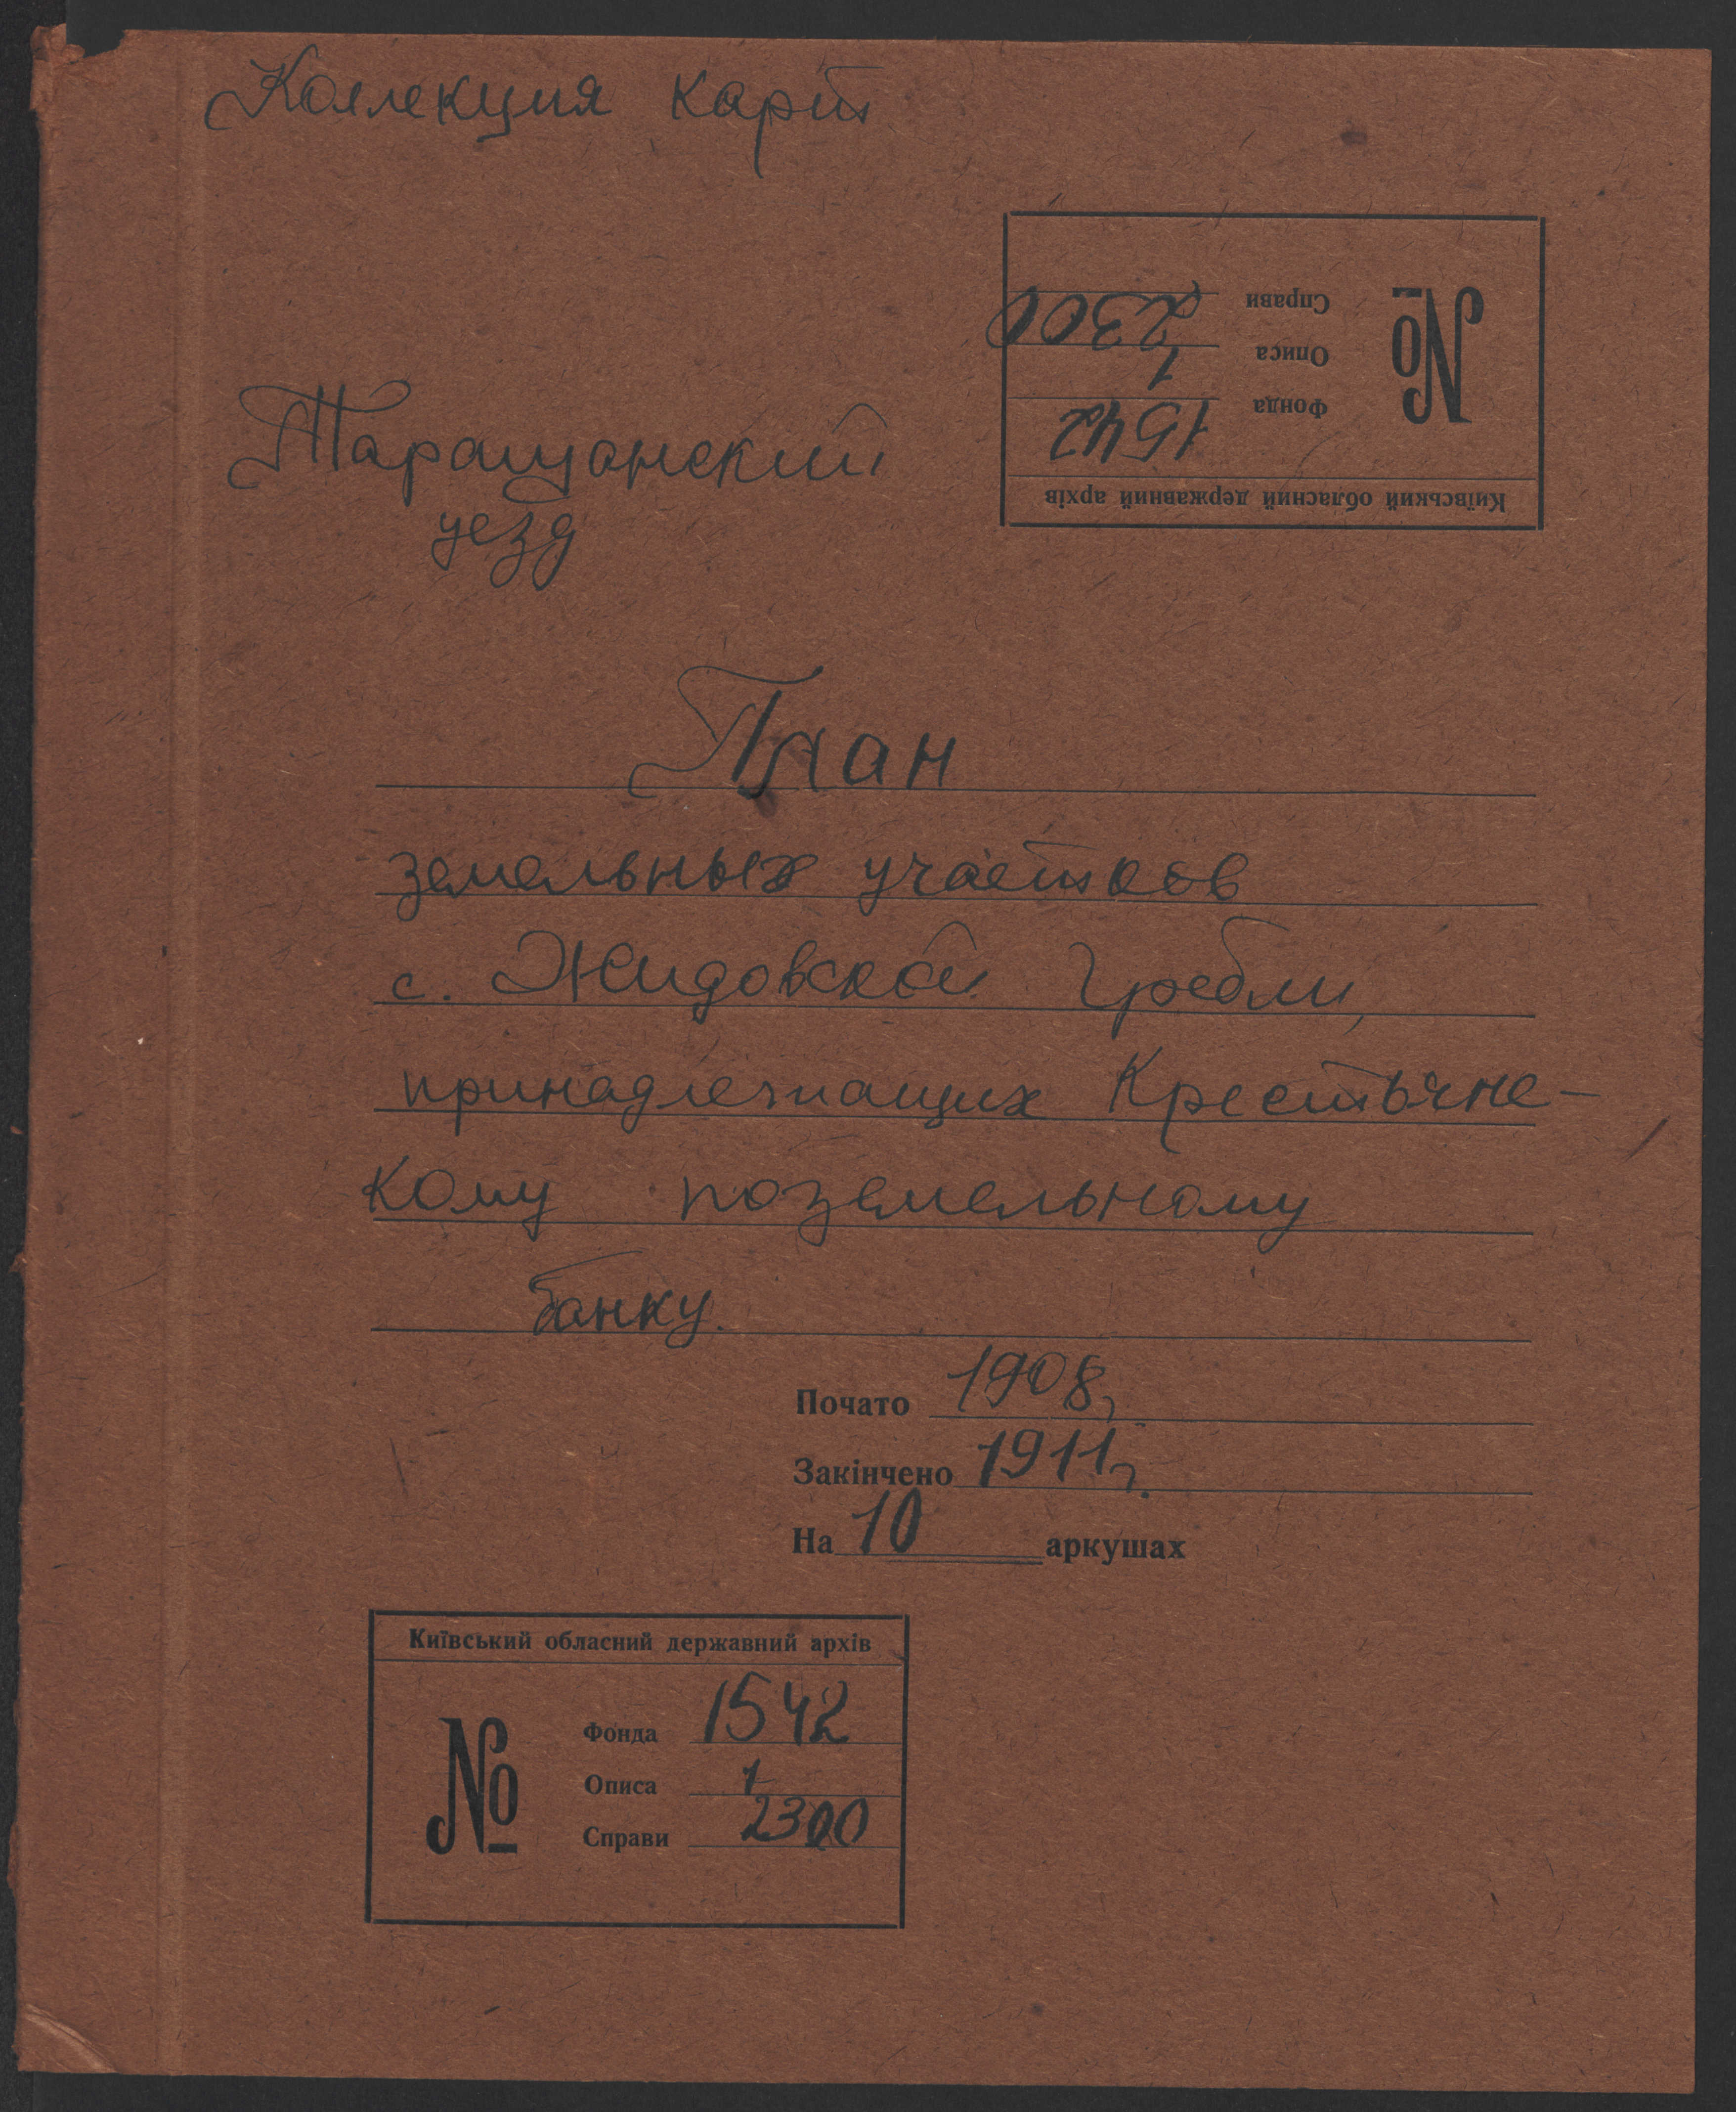 Коллекция карт
Київський обласний державний архів
№
Фонда 1542
Описа 1
Справи 2300
Таращанский
уезд
План
земельных участков
с. Жидовской Гребли,
принадлежащих Крестьянс-
кому поземельному
банку.
Почато 1908г.
Закінчено 1911г.
На 10 аркушах
Київський обласний державний архів
№
Фонда 1542
Описа 1
Справи 2300